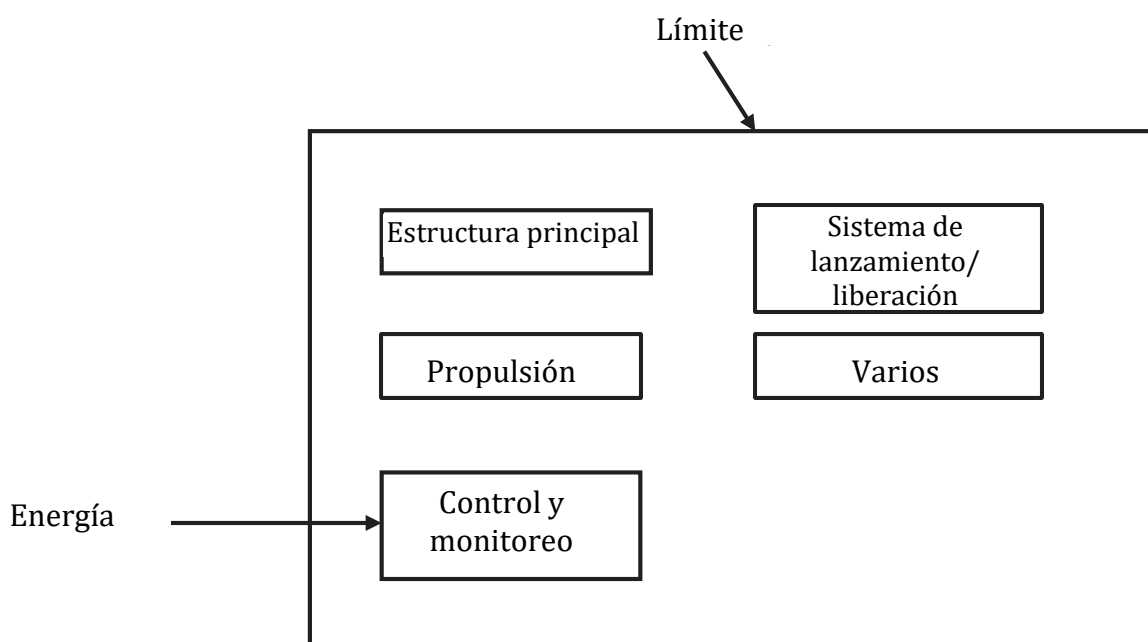 Límite
Estructura principal
Sistema de
lanzamiento/
liberación
Propulsión
Varios
Energía
Control y
monitoreo